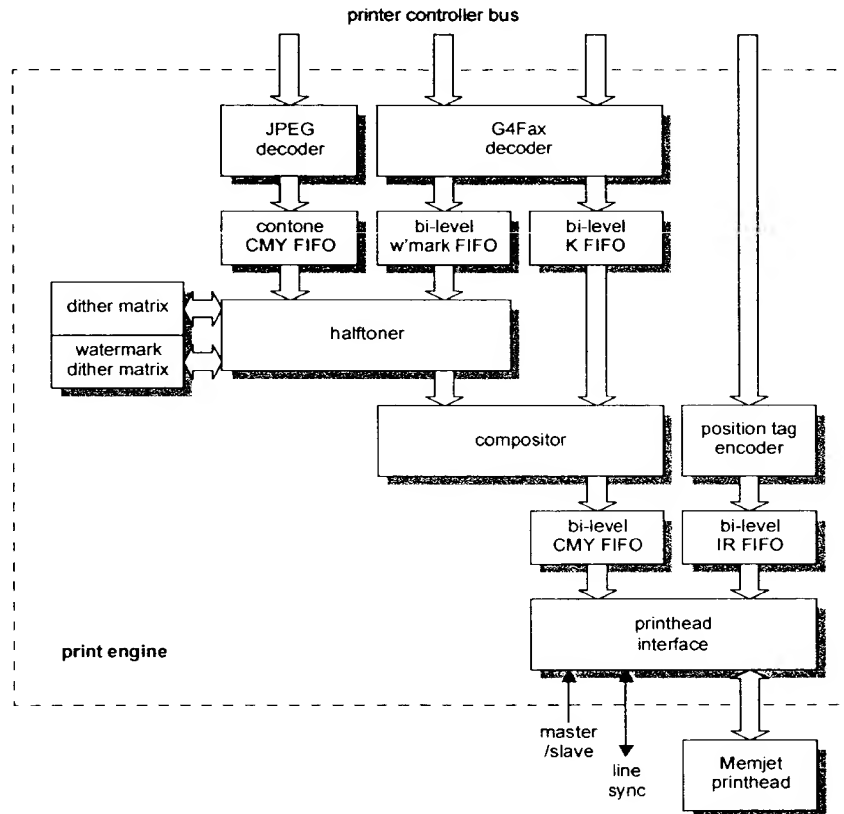 printer controller bus
JPEG
decoder
G4Fax
decoder
contone
CMY FIFO
bi-level
w'mark FIFO
bi-level
K FIFO
dither matrix
watermark
dither matrix
halftoner
compositor
position tag
encoder
bi-level
CMY FIFO
bi-level
IR FIFO
printhead
interface
print engine
master
/slave
line
sync
Memjet
printhead